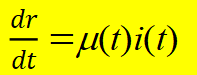 dr/dt = μ(t)i(t)